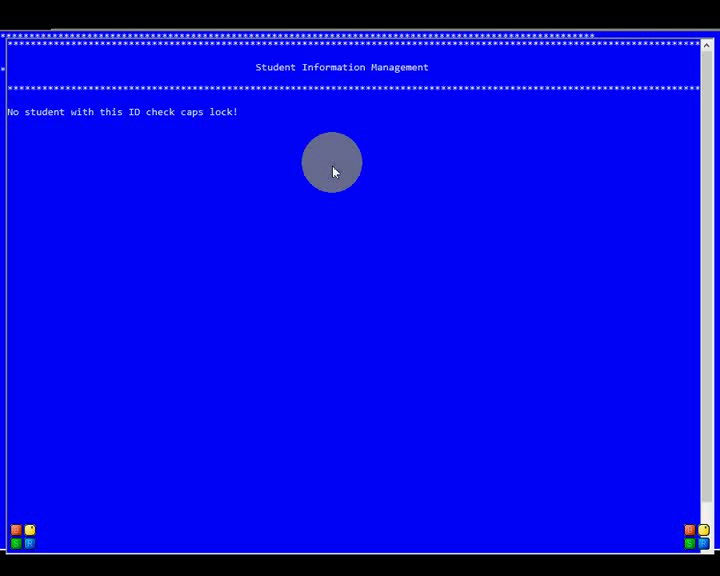 Student Information Management
No student with this ID check caps lock!